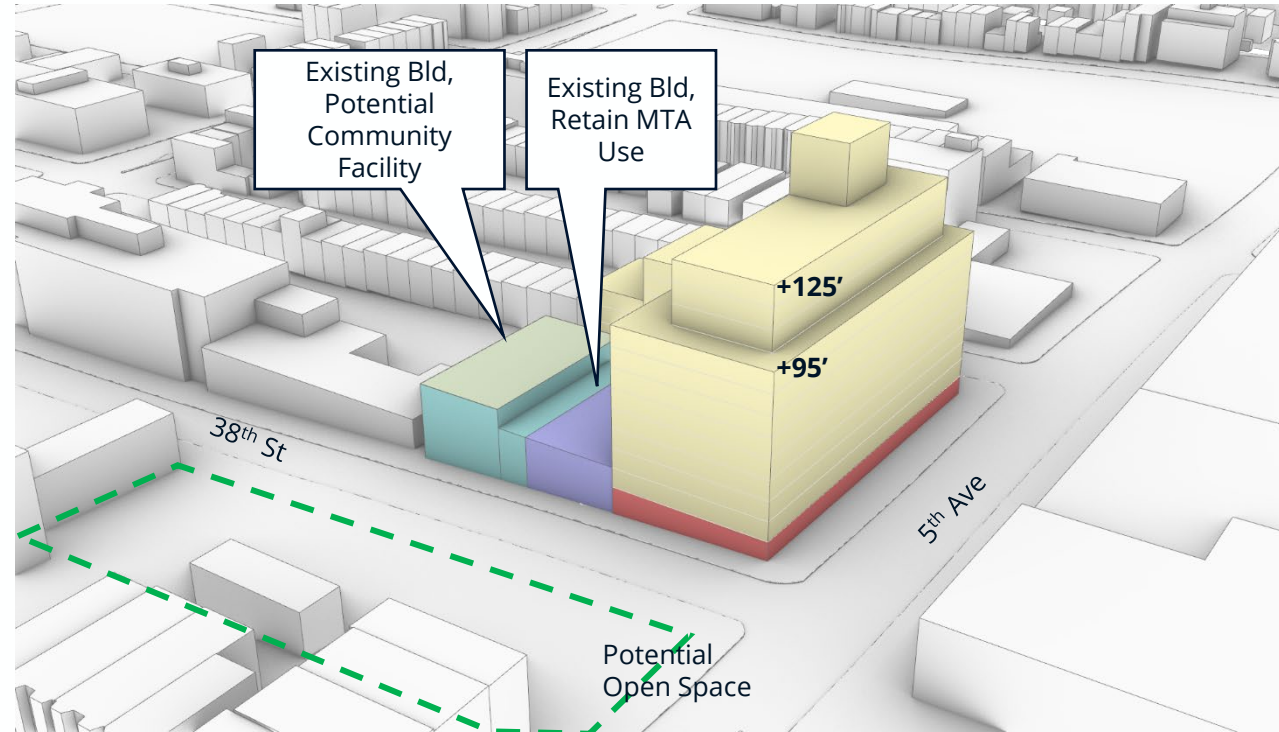 Existing Bld,
Potential
Community
Facility
Existing Bld,
Retain MTA
Use
+125’
+95’
38th St
5th Ave
Potential
Open Space